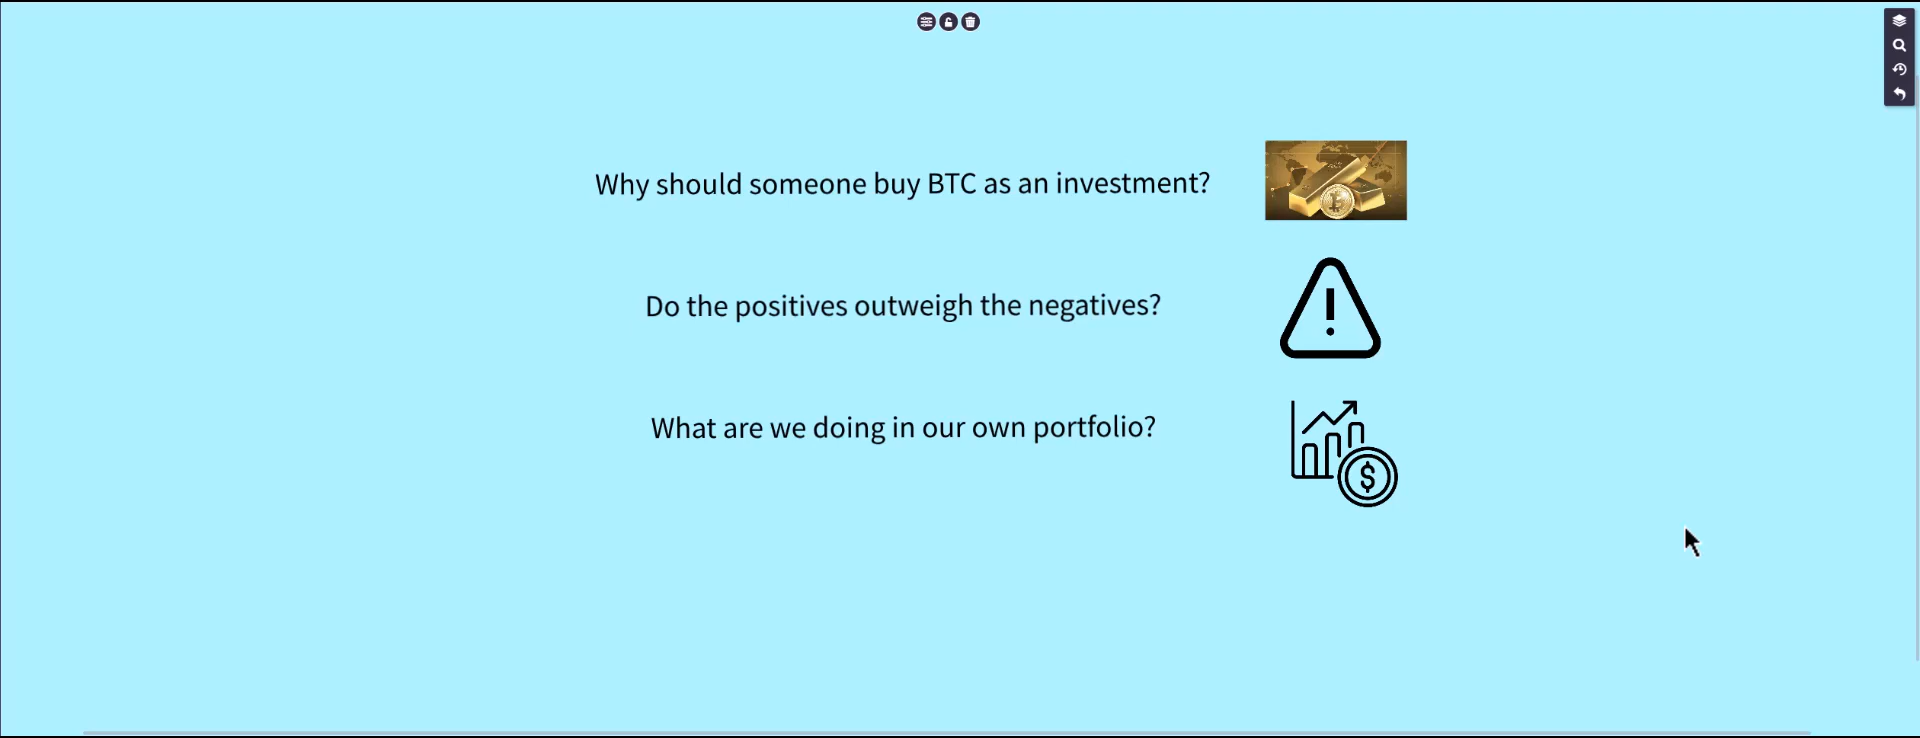 Why should someone buy BTC as an investment?
Do the positives outweigh the negatives?
What are we doing in our own portfolio?